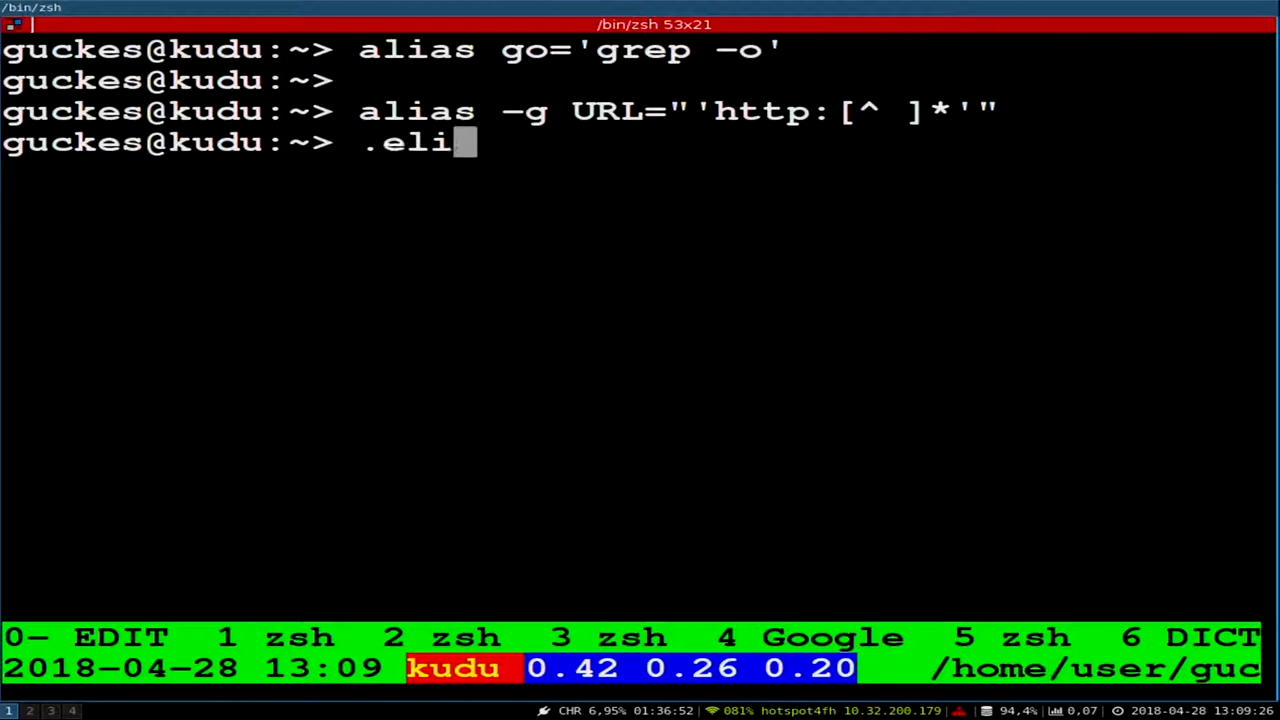 /bin/zsh
/bin/zsh 53x21
guckes@kudu:~> alias go='grep -o'
guckes@kudu:~>
guckes@kudu:~> alias -g URL="'http:[^ ]*'"
guckes@kudu:~> .eli
0- EDIT 1 zsh 2 zsh 3 zsh 4 Google 5 zsh 6 DICT
2018-04-28 13:09 kudu 0.42 0.26 0.20 /home/user/guc
1 2 3 4 CHR 6,95% 01:36:52 081% hotspot4fh 10.32.200.179 94,4% 0,07 2018-04-28 13:09:26